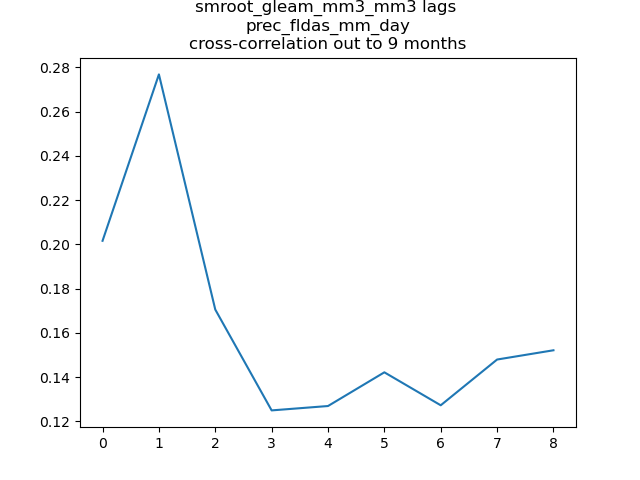 smroot_gleam_mm3_mm3 lags
prec_fldas_mm_day
cross-correlation out to 9 months
0.28
0.26
0.24
0.22
0.20
0.18
0.16
0.14
0.12
0 1 2 3 4 5 6 7 8